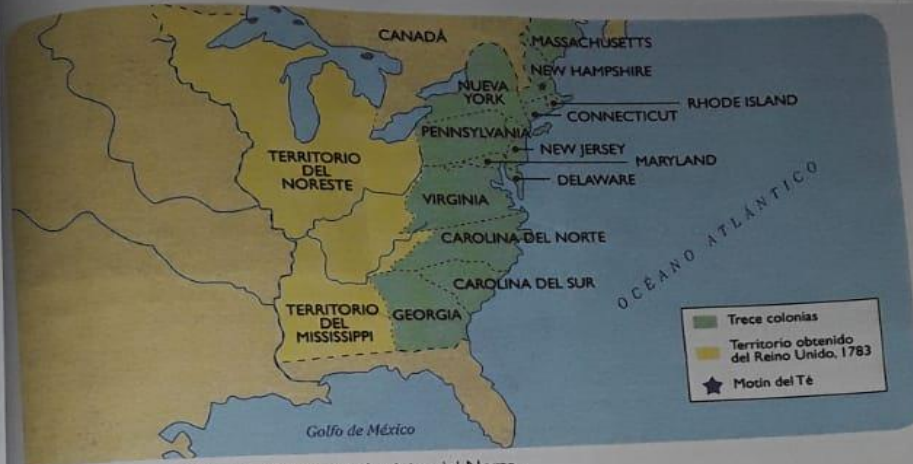 CANADÁ
MASSACHUSETTS
NEW HAMPSHIRE
NUEVA
YORK
RHODE ISLAND
CONNECTICUT
PENNSYLVANIA
NEW JERSEY
MARYLAND
DELAWARE
TERRITORIO
DEL
NORESTE
VIRGINIA
CAROLINA DEL NORTE
CAROLINA DEL SUR
TERRITORIO
DEL
MISSISSIPPI
GEORGIA
OCÉANO ATLÁNTICO
Golfo de México
Trece colonias
Territorio obtenido
del Reino Unido, 1783
Motín del Té